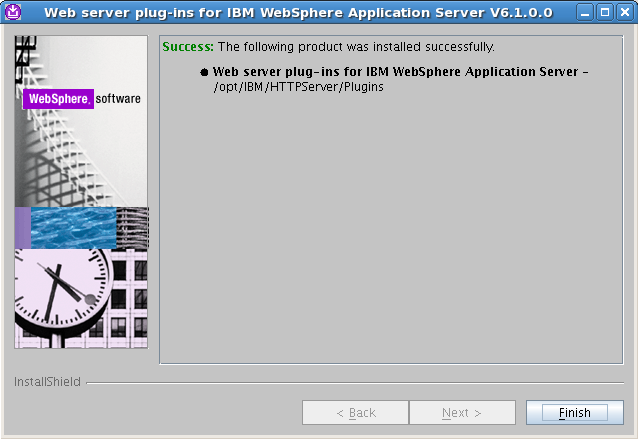 Web server plug-ins for IBM WebSphere Application Server V6.1.0.0
WebSphere. software
Success: The following product was installed successfully.
● Web server plug-ins for IBM WebSphere Application Server -
/opt/IBM/HTTPServer/Plugins
InstallShield
< Back
Next >
Finish